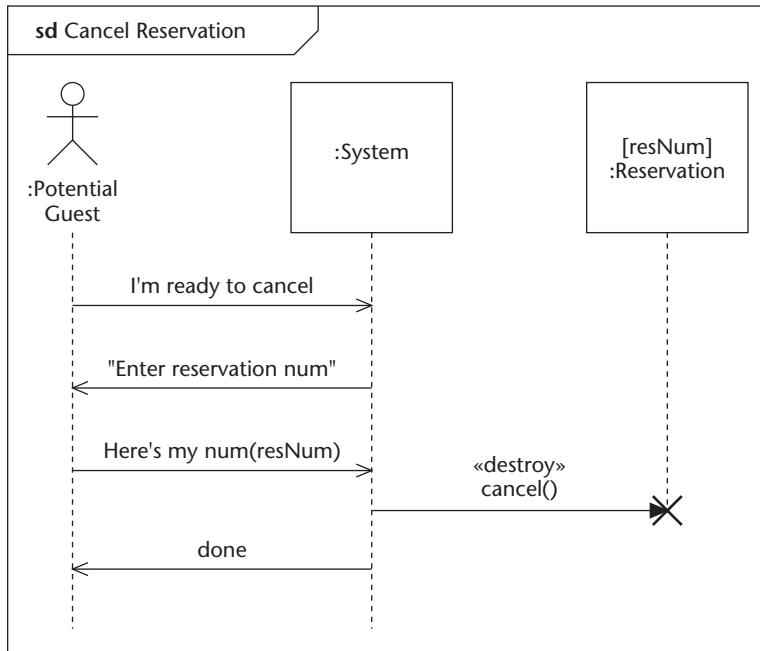 sd Cancel Reservation
:Potential
Guest
:System
[resNum]
:Reservation
I'm ready to cancel
"Enter reservation num"
Here's my num(resNum)
«destroy»
cancel()
done